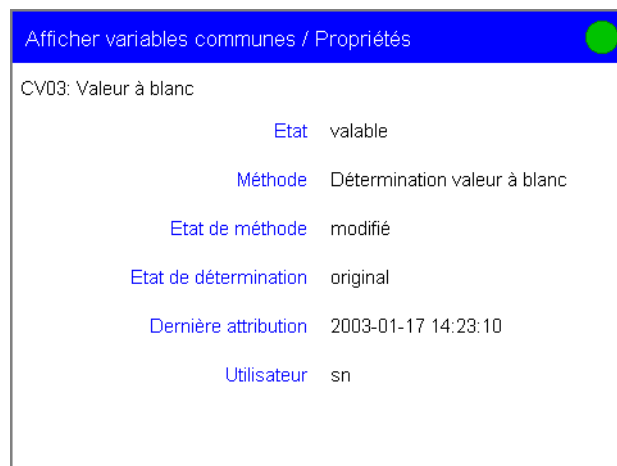 Afficher variables communes / Propriétés
CV03: Valeur à blanc
Etat valable
Méthode Détermination valeur à blanc
Etat de méthode modifié
Etat de détermination original
Dernière attribution 2003-01-17 14:23:10
Utilisateur sn